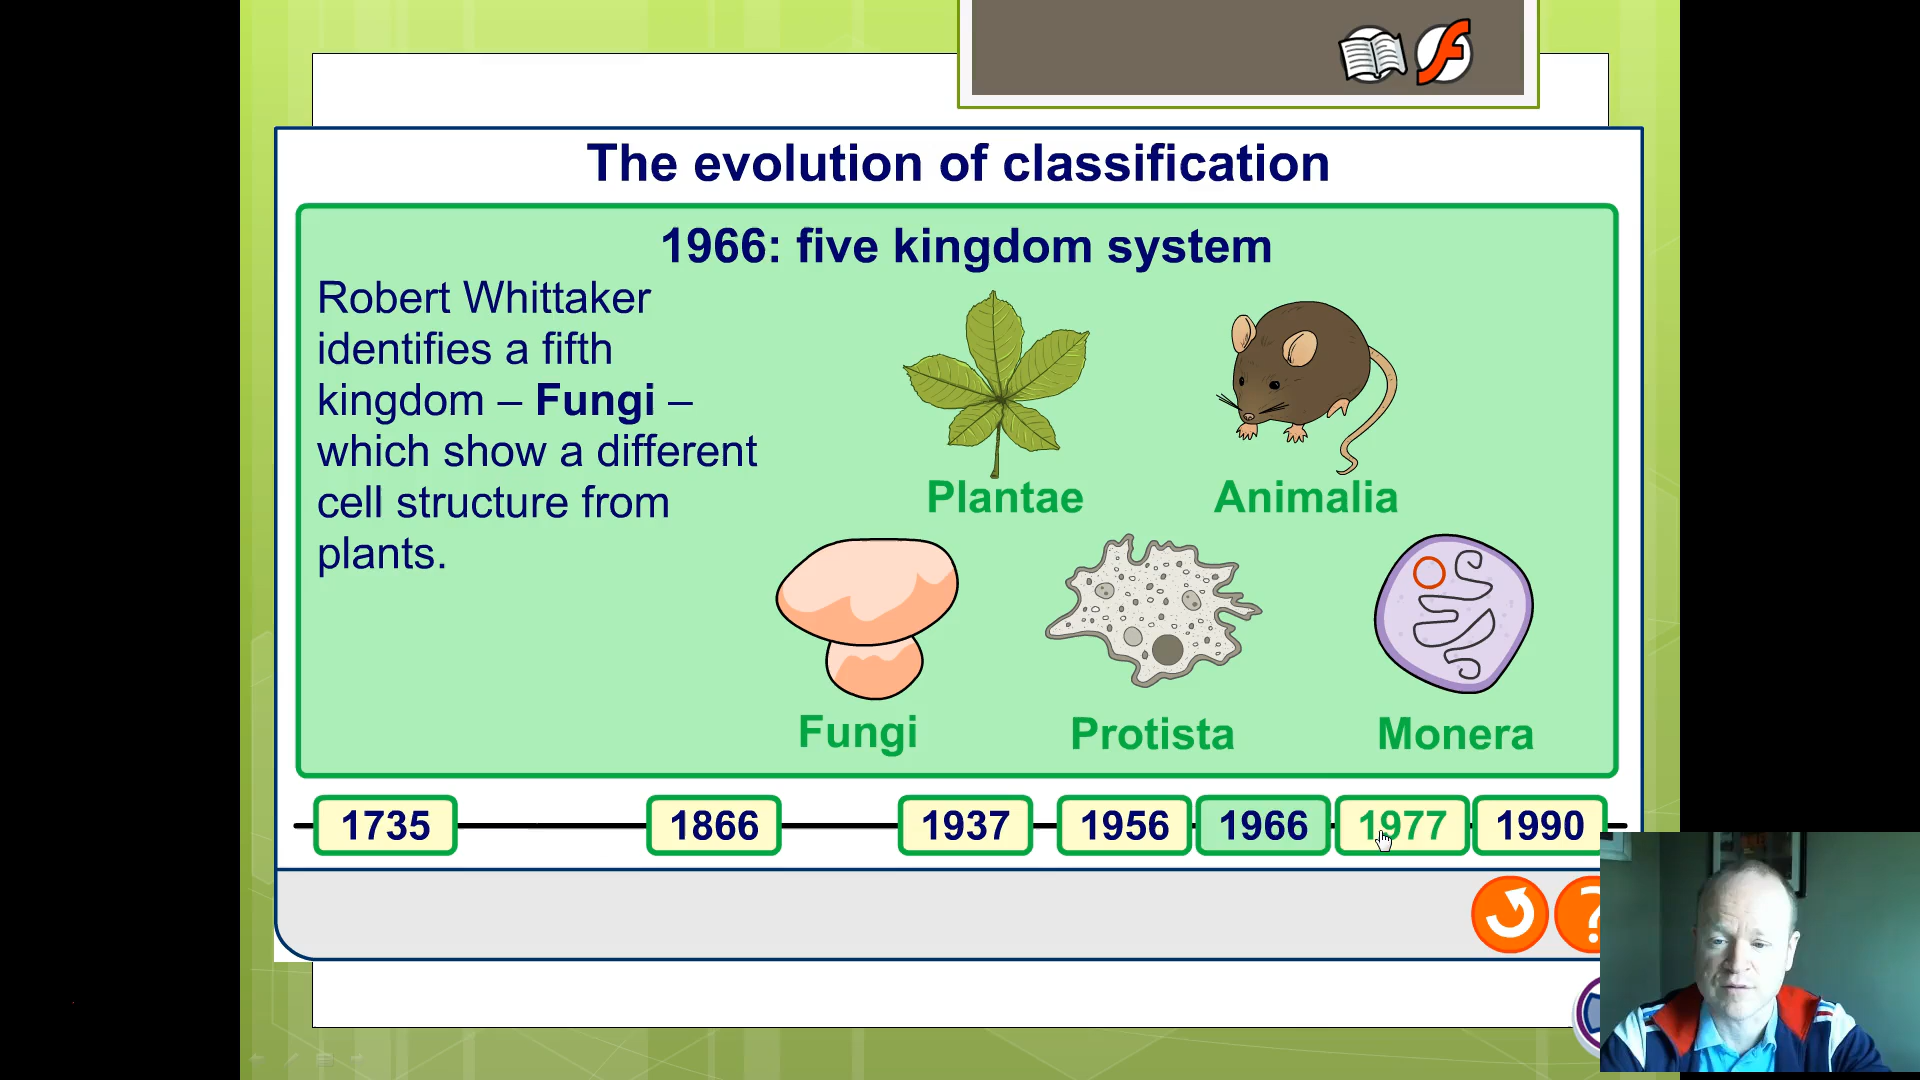 The evolution of classification
1966: five kingdom system
Robert Whittaker
identifies a fifth
kingdom – Fungi –
which show a different
cell structure from
plants.
Plantae
Animalia
Fungi
Protista
Monera
1735
1866
1937
1956
1966
1977
1990
?